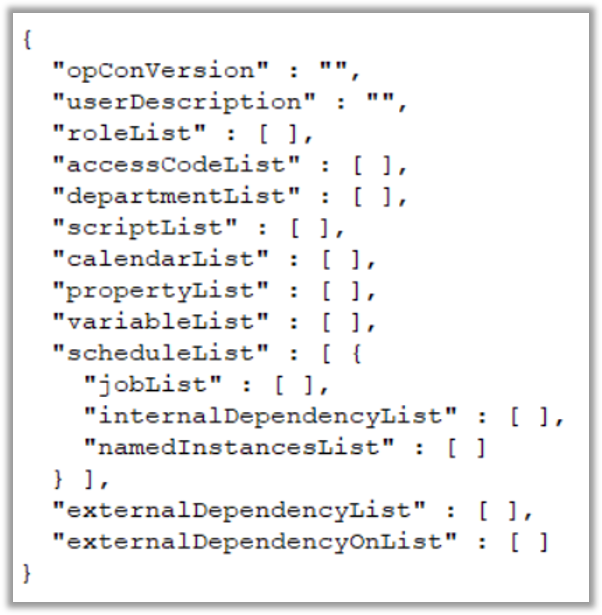 {
"opConVersion" : "",
"userDescription" : "",
"roleList" : [ ],
"accessCodeList" : [ ],
"departmentList" : [ ],
"scriptList" : [ ],
"calendarList" : [ ],
"propertyList" : [ ],
"variableList" : [ ],
"scheduleList" : [ {
"jobList" : [ ],
"internalDependencyList" : [ ],
"namedInstancesList" : [ ]
} ],
"externalDependencyList" : [ ],
"externalDependencyOnList" : [ ]
}